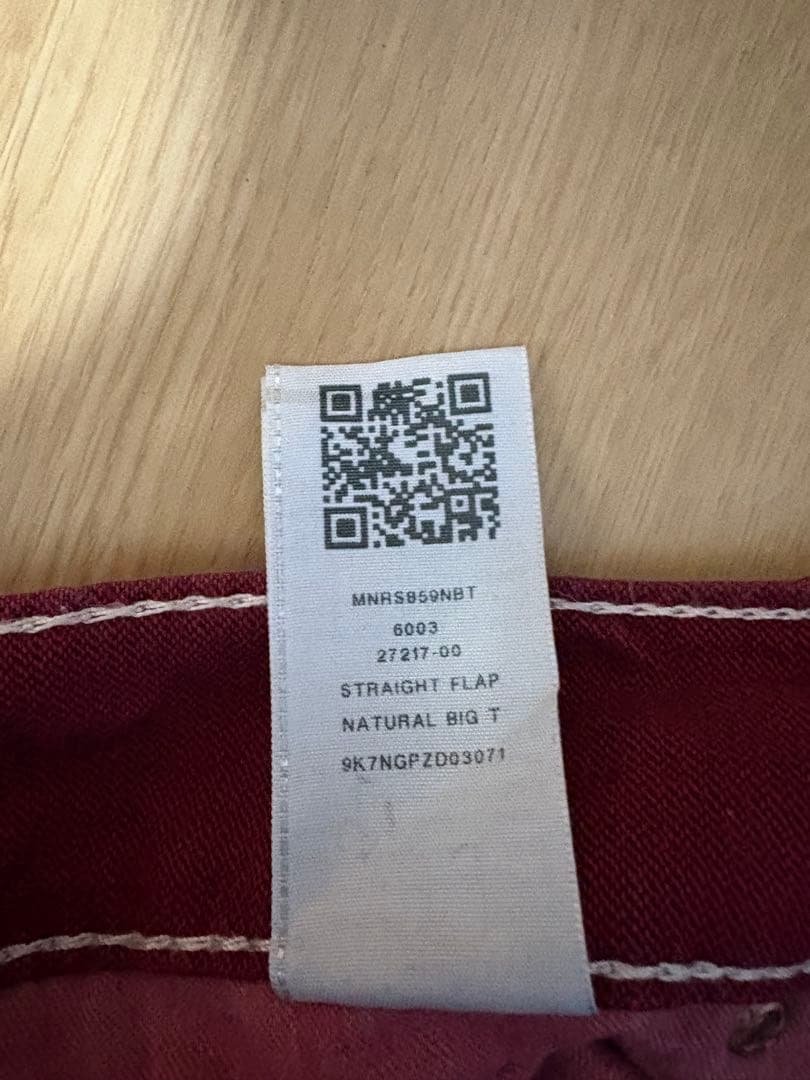 MNRS859NBT
6003
27217-00
STRAIGHT FLAP
NATURAL BIG T
9K7NGPZD03071